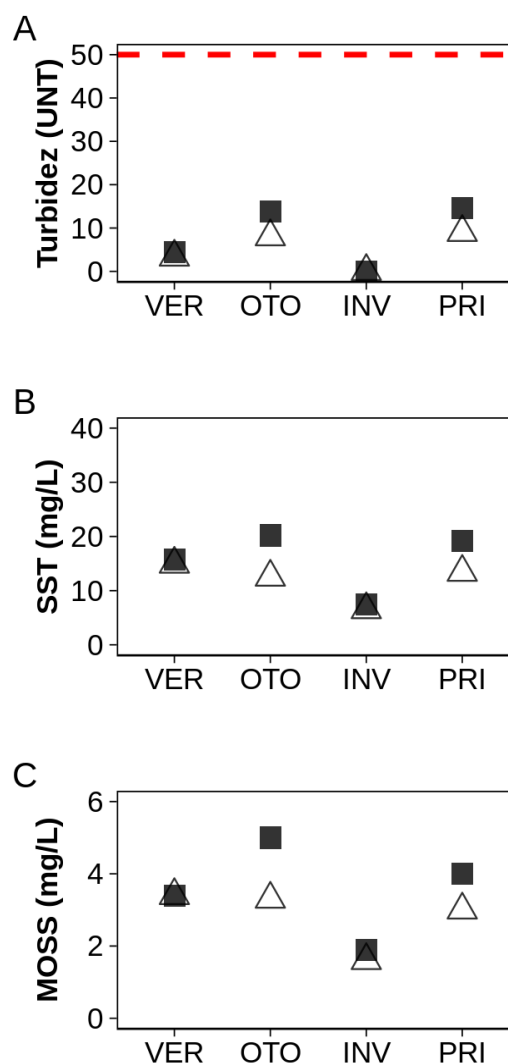 A
Turbidez (UNT)
50
40
30
20
10
0
VER OTO INV PRI
B
SST (mg/L)
40
30
20
10
0
VER OTO INV PRI
C
MOSS (mg/L)
6
4
2
0
VER OTO INV PRI